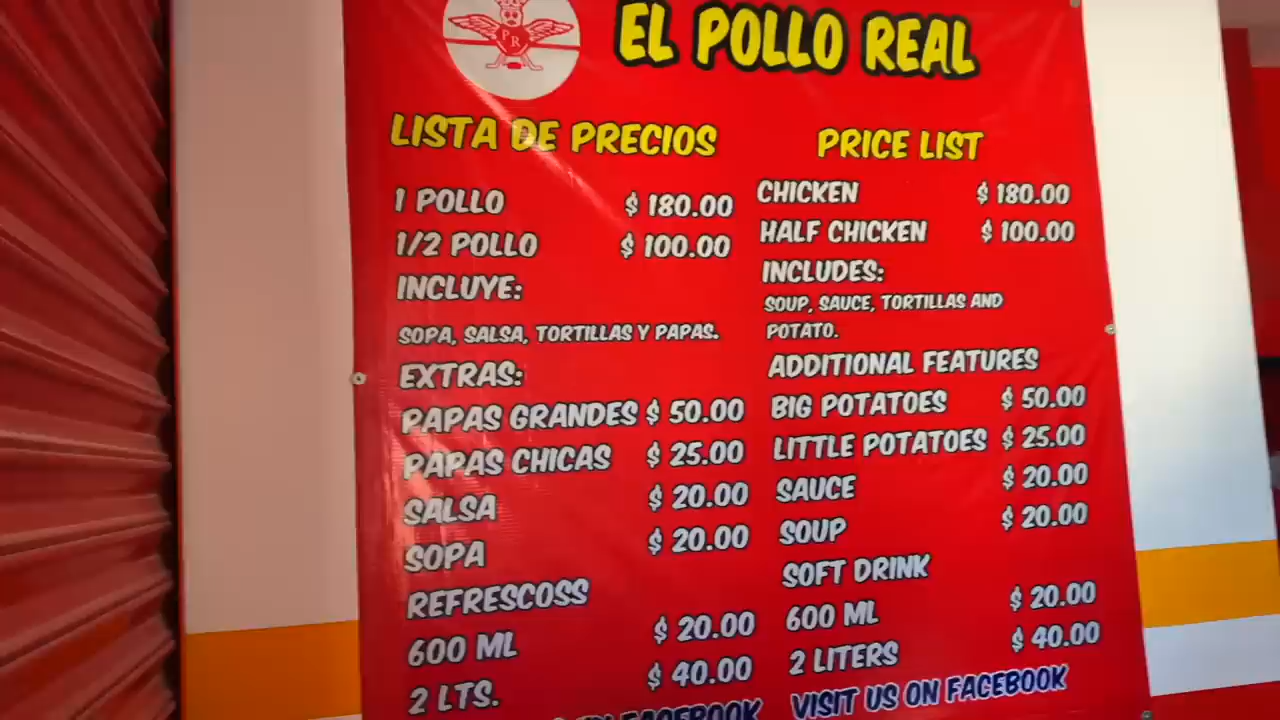 PR
EL POLLO REAL
LISTA DE PRECIOS
1 POLLO $ 180.00
1/2 POLLO $ 100.00
INCLUYE:
SOPA, SALSA, TORTILLAS Y PAPAS.
EXTRAS:
PAPAS GRANDES $ 50.00
PAPAS CHICAS $ 25.00
SALSA $ 20.00
SOPA $ 20.00
REFRESCOSS
600 ML $ 20.00
2 LTS. $ 40.00
FACEBOOK
PRICE LIST
CHICKEN $ 180.00
HALF CHICKEN $ 100.00
INCLUDES:
SOUP, SAUCE, TORTILLAS AND
POTATO.
ADDITIONAL FEATURES
BIG POTATOES $ 50.00
LITTLE POTATOES $ 25.00
SAUCE $ 20.00
SOUP $ 20.00
SOFT DRINK
600 ML $ 20.00
2 LITERS $ 40.00
VISIT US ON FACEBOOK